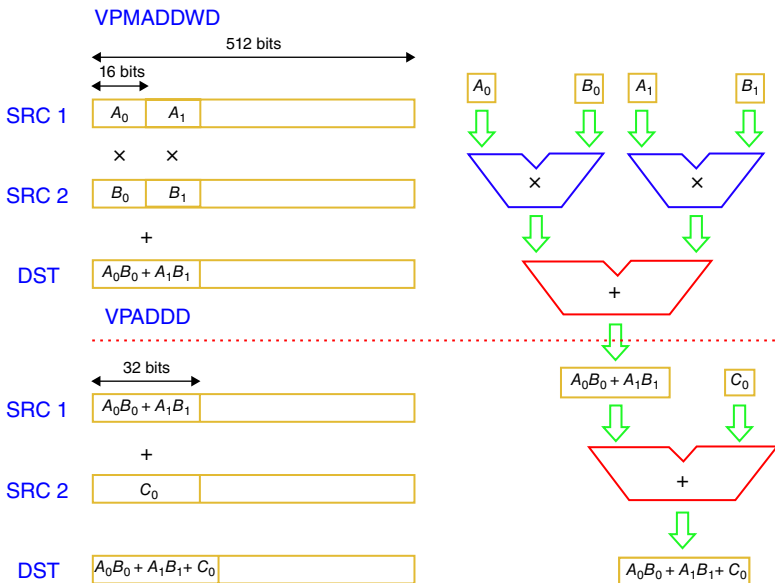 VPMADDWD
512 bits
16 bits
SRC 1 A₀ A₁
× ×
SRC 2 B₀ B₁
+
DST A₀B₀ + A₁B₁
VPADDD
32 bits
SRC 1 A₀B₀ + A₁B₁
+
SRC 2 C₀
DST A₀B₀ + A₁B₁ + C₀
A₀ B₀ A₁ B₁
× ×
+
A₀B₀ + A₁B₁ C₀
+
A₀B₀ + A₁B₁ + C₀